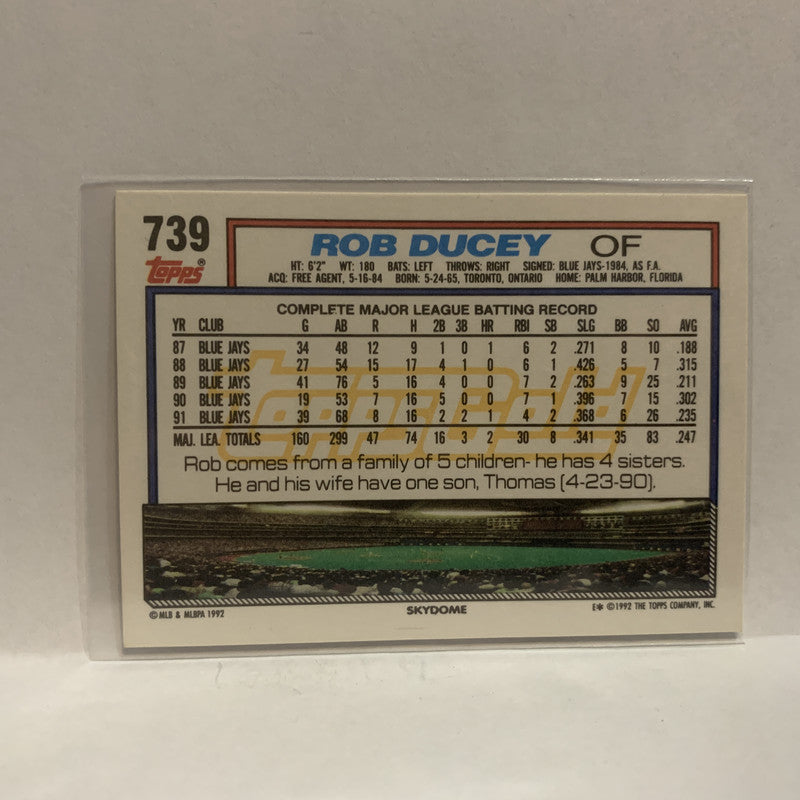 739
topps®
ROB DUCEY OF
HT: 6'2" WT: 180 BATS: LEFT THROWS: RIGHT SIGNED: BLUE JAYS-1984, AS F.A.
ACQ: FREE AGENT, 5-16-84 BORN: 5-24-65, TORONTO, ONTARIO HOME: PALM HARBOR, FLORIDA
COMPLETE MAJOR LEAGUE BATTING RECORD
YR CLUB G AB R H 2B 3B HR RBI SB SLG BB SO AVG
87 BLUE JAYS 34 48 12 9 1 0 1 6 2 .271 8 10 .188
88 BLUE JAYS 27 54 15 17 4 1 0 6 1 .426 5 7 .315
89 BLUE JAYS 41 76 5 16 4 0 0 7 2 .263 9 25 .211
90 BLUE JAYS 19 53 7 16 5 0 0 7 1 .396 7 15 .302
91 BLUE JAYS 39 68 8 16 2 2 1 4 2 .368 6 26 .235
MAJ. LEA. TOTALS 160 299 47 74 16 3 2 30 8 .341 35 83 .247
ToppsGold
Rob comes from a family of 5 children- he has 4 sisters.
He and his wife have one son, Thomas (4-23-90).
© MLB & MLBPA 1992 SKYDOME E* © 1992 THE TOPPS COMPANY, INC.